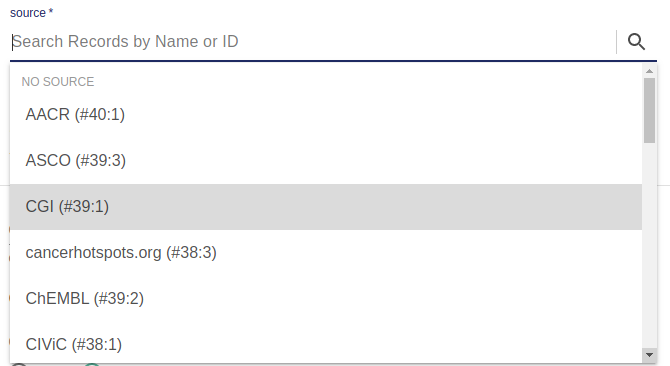 source *
Search Records by Name or ID
NO SOURCE
AACR (#40:1)
ASCO (#39:3)
CGI (#39:1)
cancerhotspots.org (#38:3)
ChEMBL (#39:2)
CIViC (#38:1)